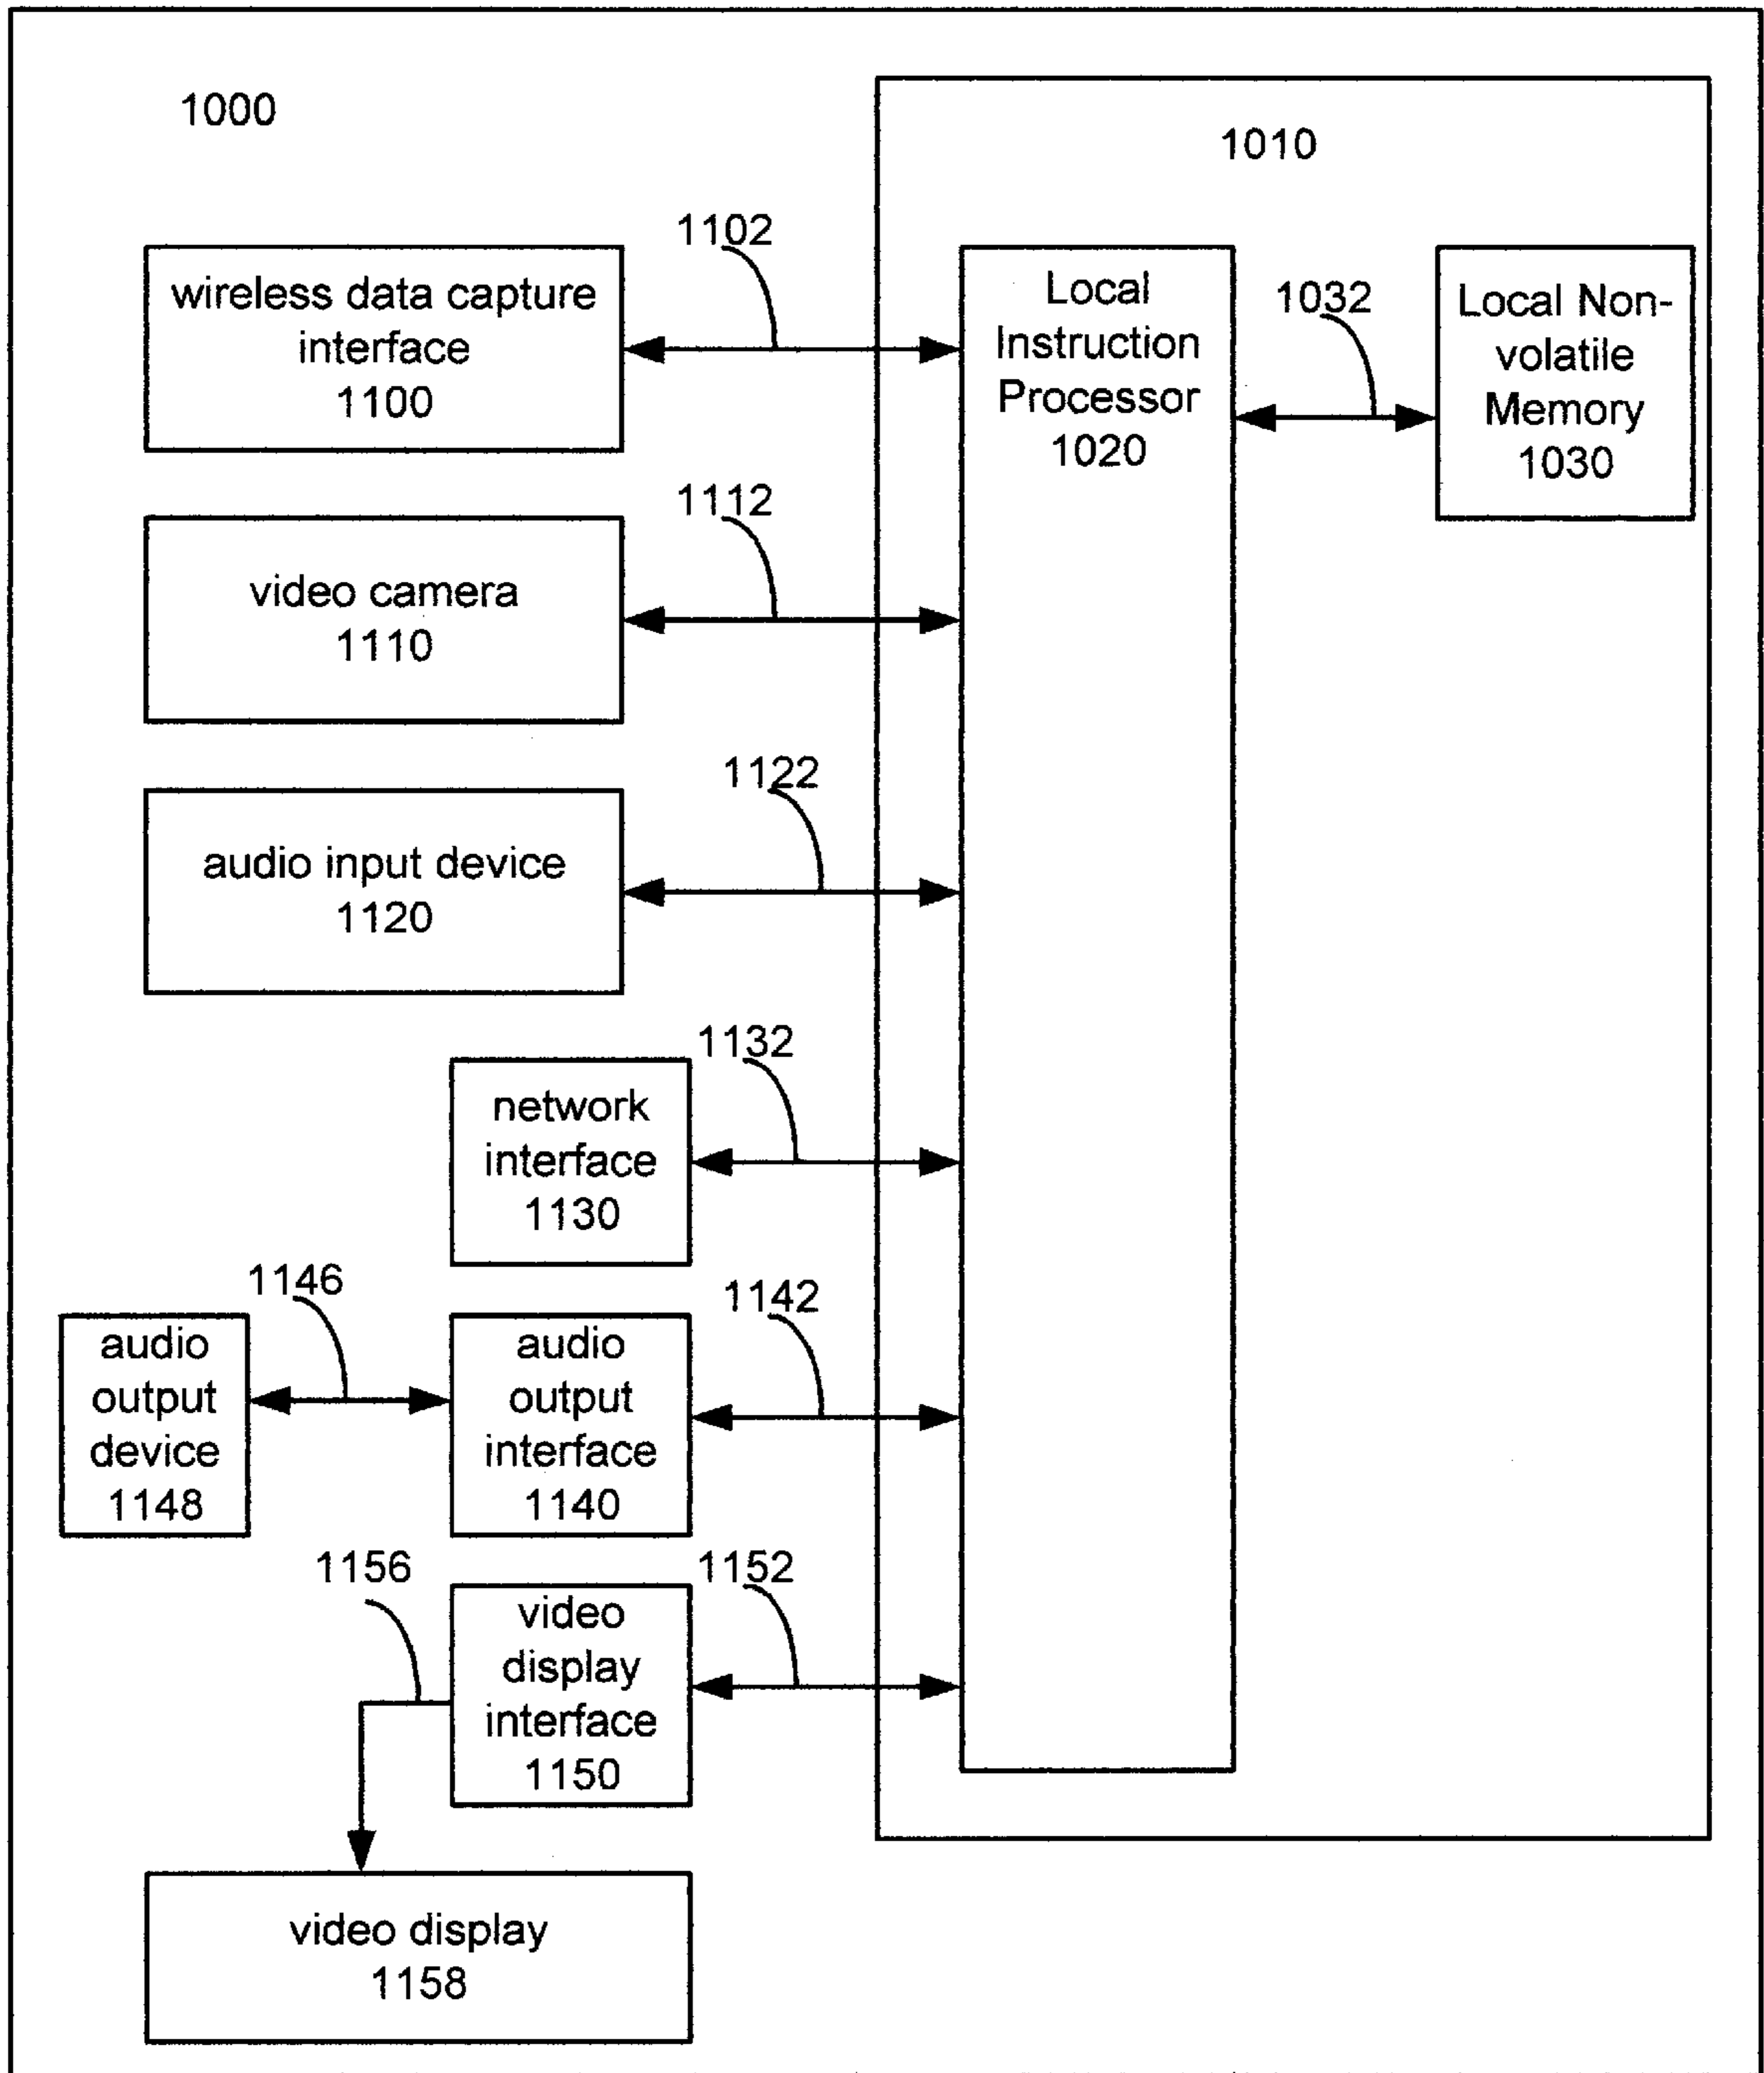 1000
1010
1102
wireless data capture
interface
1100
Local
Instruction
Processor
1020
1032
Local Non-
volatile
Memory
1030
1112
video camera
1110
1122
audio input device
1120
1132
network
interface
1130
1146
1142
audio
output
device
1148
audio
output
interface
1140
1156
1152
video
display
interface
1150
video display
1158